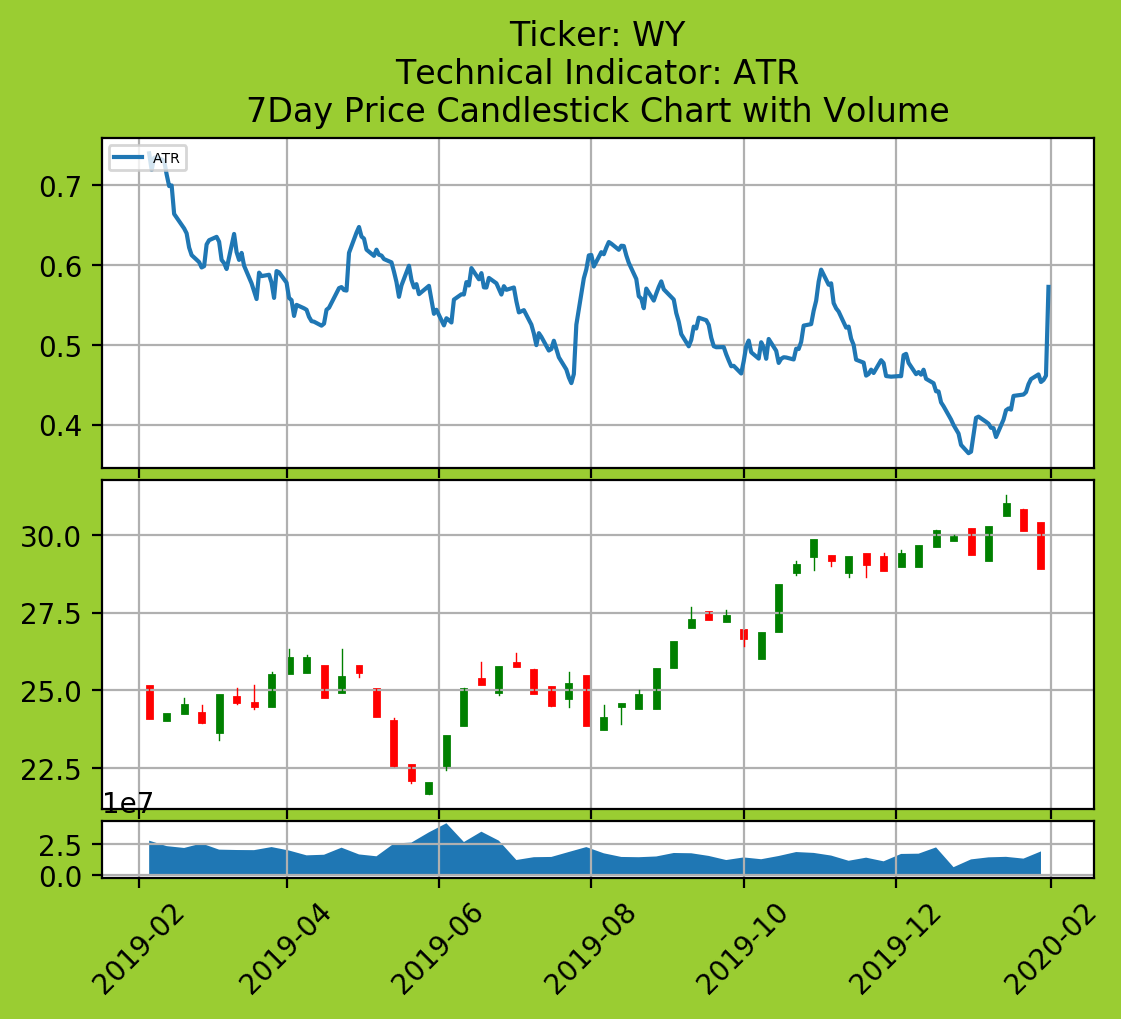 Ticker: WY
Technical Indicator: ATR
7Day Price Candlestick Chart with Volume
ATR
0.7
0.6
0.5
0.4
30.0
27.5
25.0
22.5
1e7
2.5
0.0
2019-02 2019-04 2019-06 2019-08 2019-10 2019-12 2020-02